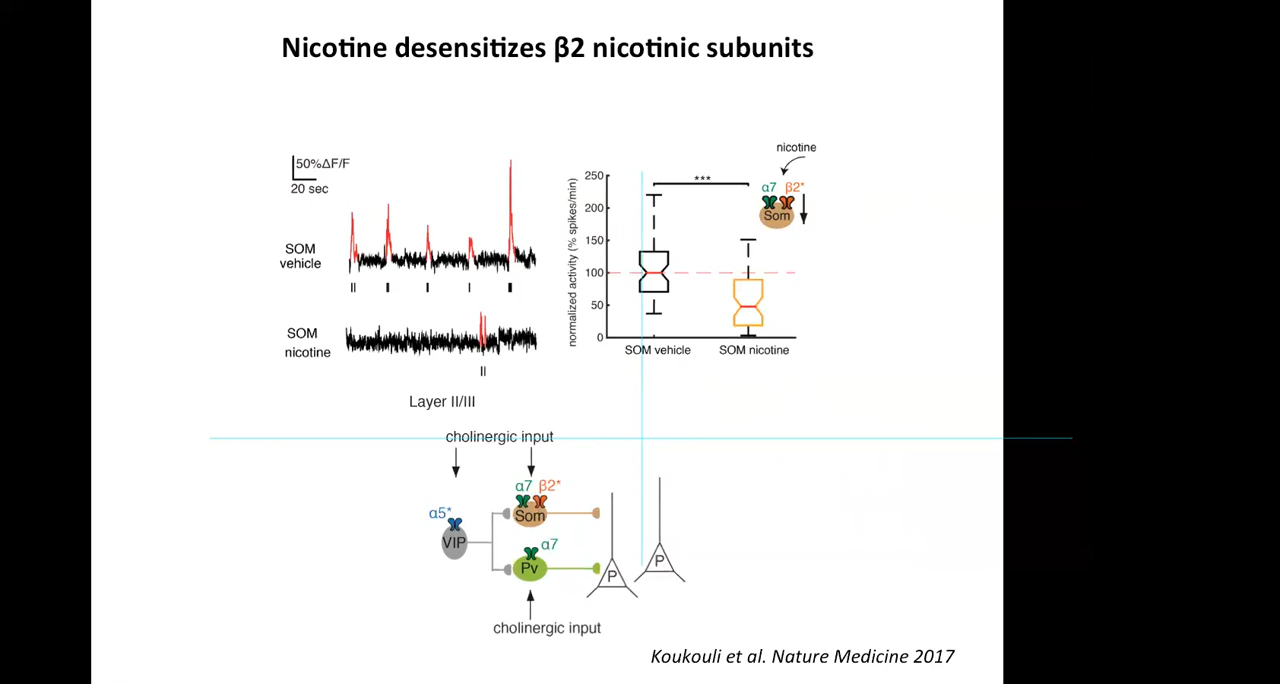 Nicotine desensitizes β2 nicotinic subunits
50%ΔF/F
20 sec
SOM
vehicle
SOM
nicotine
normalized activity (% spikes/min)
250
200
150
100
50
0
***
nicotine
α7 β2*
Som
SOM vehicle
SOM nicotine
Layer II/III
cholinergic input
α7 β2*
α5*
Som
VIP
α7
Pv
P
P
cholinergic input
Koukouli et al. Nature Medicine 2017